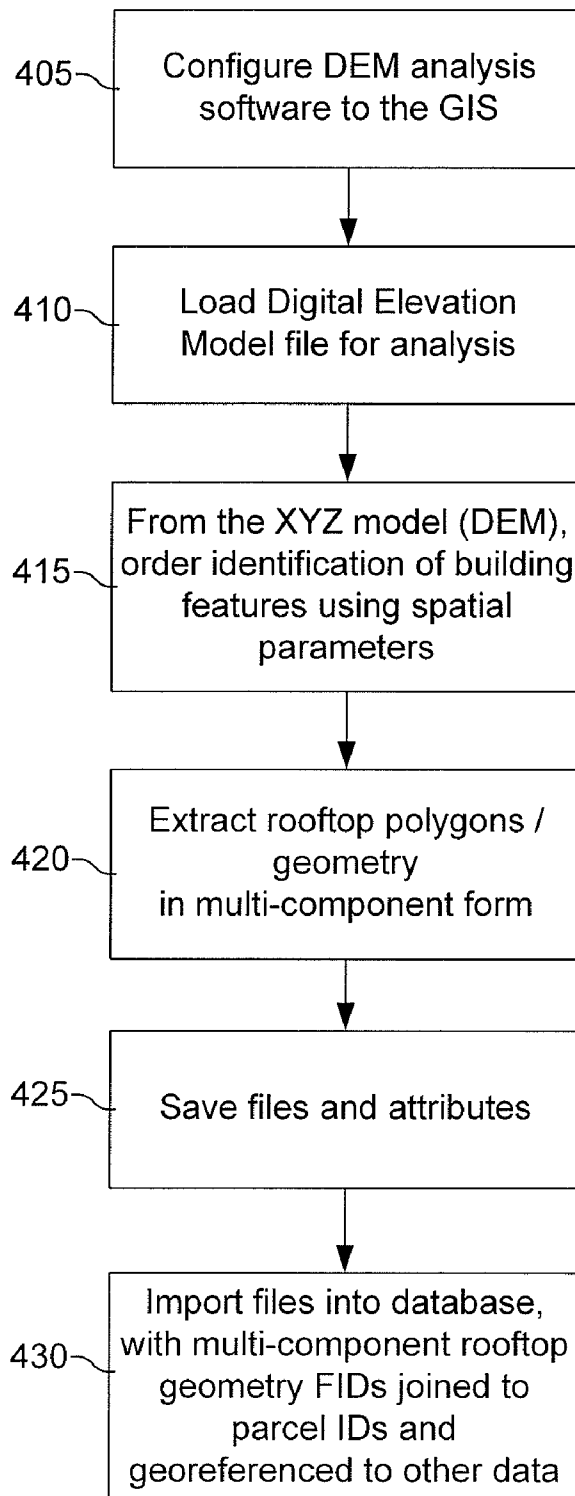 405
Configure DEM analysis
software to the GIS
410
Load Digital Elevation
Model file for analysis
415
From the XYZ model (DEM),
order identification of building
features using spatial
parameters
420
Extract rooftop polygons /
geometry
in multi-component form
425
Save files and attributes
430
Import files into database,
with multi-component rooftop
geometry FIDs joined to
parcel IDs and
georeferenced to other data